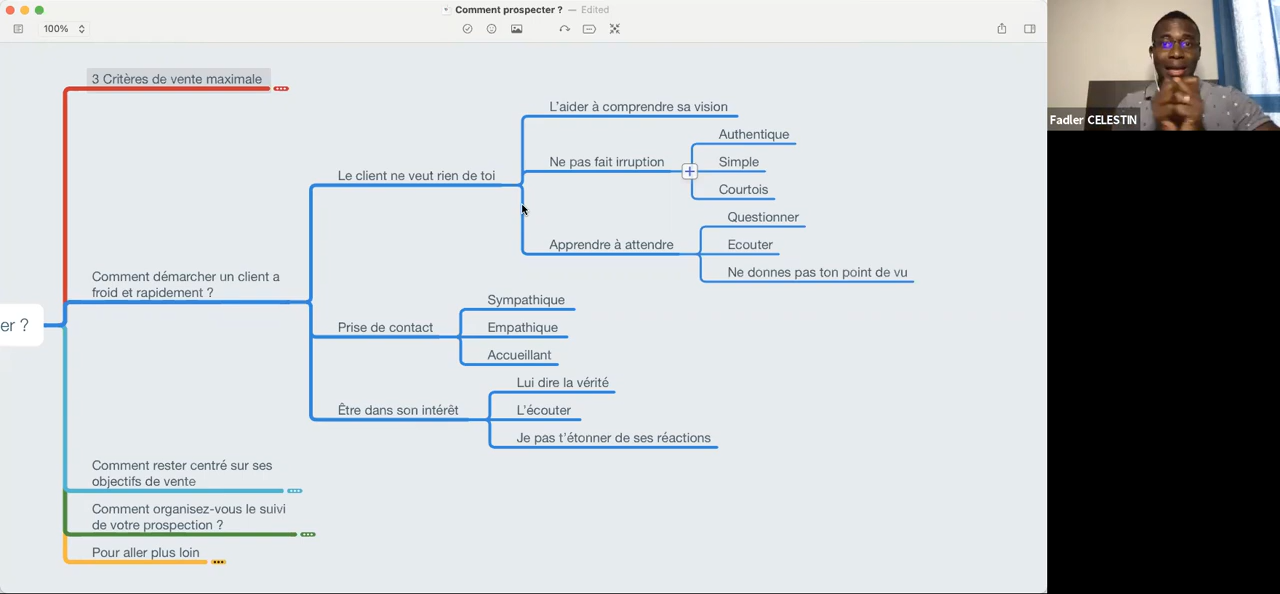 Comment prospecter ? — Edited
100%
3 Critères de vente maximale
L'aider à comprendre sa vision
Authentique
Ne pas fait irruption
Simple
Le client ne veut rien de toi
Courtois
Questionner
Apprendre à attendre
Ecouter
Ne donnes pas ton point de vu
Comment démarcher un client a
froid et rapidement ?
Sympathique
er ?
Prise de contact
Empathique
Accueillant
Lui dire la vérité
Être dans son intérêt
L'écouter
Je pas t'étonner de ses réactions
Comment rester centré sur ses
objectifs de vente
Comment organisez-vous le suivi
de votre prospection ?
Pour aller plus loin
Fadler CELESTIN